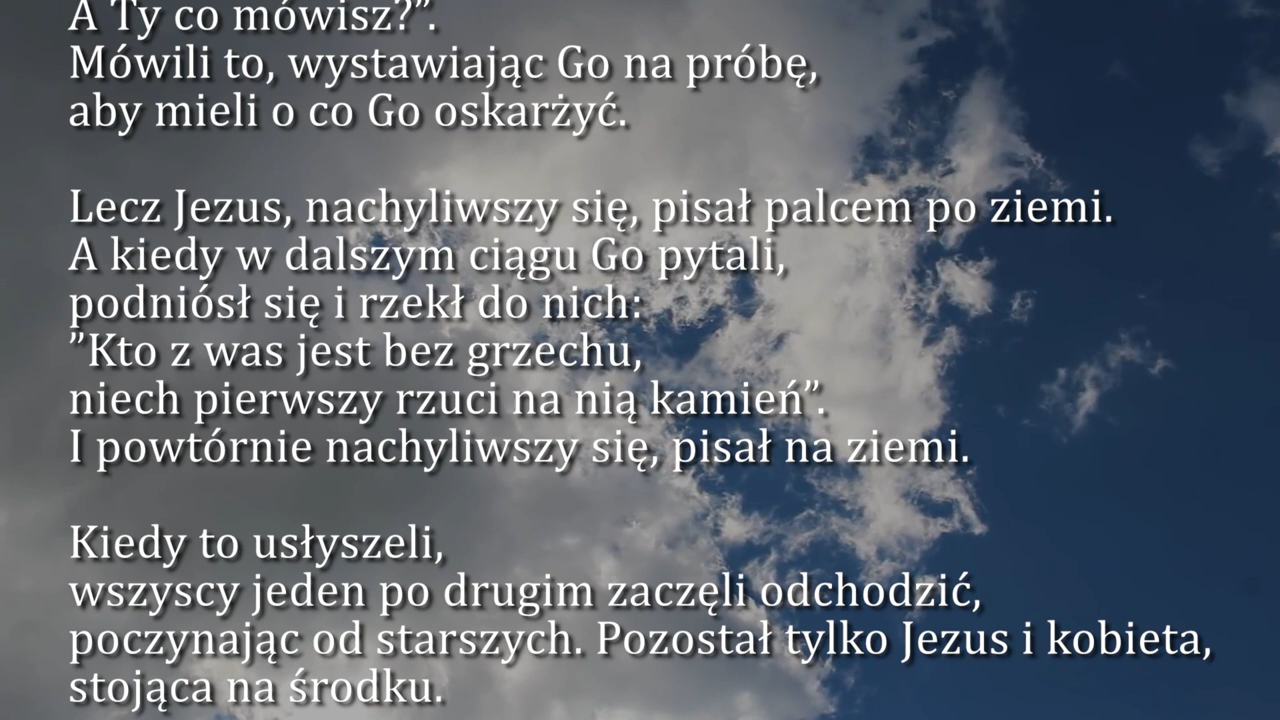 A Ty co mówisz?”.
Mówili to, wystawiając Go na próbę,
aby mieli o co Go oskarżyć.
Lecz Jezus, nachyliwszy się, pisał palcem po ziemi.
A kiedy w dalszym ciągu Go pytali,
podniósł się i rzekł do nich:
”Kto z was jest bez grzechu,
niech pierwszy rzuci na nią kamień”.
I powtórnie nachyliwszy się, pisał na ziemi.
Kiedy to usłyszeli,
wszyscy jeden po drugim zaczęli odchodzić,
poczynając od starszych. Pozostał tylko Jezus i kobieta,
stojąca na środku.